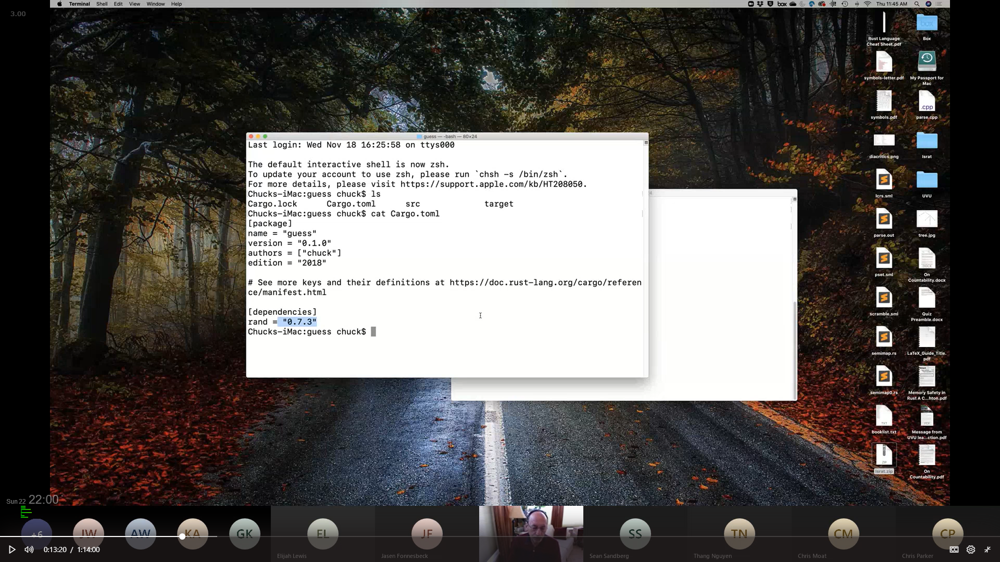 Terminal Shell Edit View Window Help
box
Thu 11:45 AM
3.00
Rust Language
Cheat Sheet.pdf
box
Box
symbols-letter.pdf
My Passport for
Mac
symbols.pdf
.cpp
parse.cpp
diacritics.png
Israt
lcrs.sml
UVU
parse.out
tree.jpg
pset.sml
DOCX
On
Countability.docx
scramble.sml
Quiz
Preamble.docx
semimap.rs
LaTeX_Guide_Title.
pdf
semimap0.rs
Memory Safety in
Rust A C...hton.pdf
TXT
booklist.txt
PDF
Message from
UVU lea...ction.pdf
ZIP
Israt.zip
On
Countability.pdf
guess — -bash — 80×24
Last login: Wed Nov 18 16:25:58 on ttys000
The default interactive shell is now zsh.
To update your account to use zsh, please run `chsh -s /bin/zsh`.
For more details, please visit https://support.apple.com/kb/HT208050.
Chucks-iMac:guess chuck$ ls
Cargo.lock Cargo.toml src target
Chucks-iMac:guess chuck$ cat Cargo.toml
[package]
name = "guess"
version = "0.1.0"
authors = ["chuck"]
edition = "2018"
# See more keys and their definitions at https://doc.rust-lang.org/cargo/referen
ce/manifest.html
[dependencies]
rand = "0.7.3"
Chucks-iMac:guess chuck$
Sun 22 22:00
+6 JW AW KA GK EL JF SS TN CM CP
Elijah Lewis Jasen Fonnesbeck Sean Sandberg Thang Nguyen Chris Moat Chris Parker
0:13:20 / 1:14:00
CC